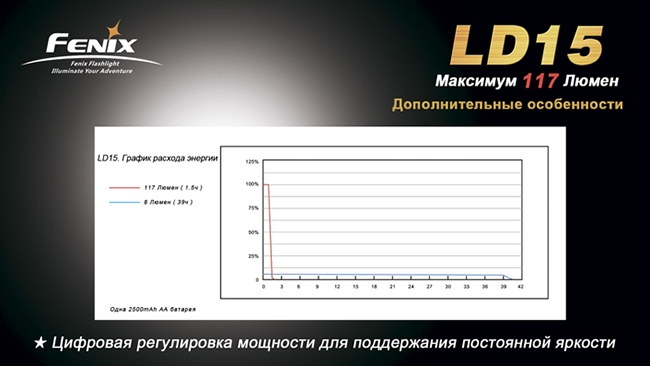 FENIX
Fenix Flashlight
Illuminate Your Adventure
LD15
Максимум 117 Люмен
Дополнительные особенности
LD15. График расхода энергии
117 Люмен ( 1.5ч )
8 Люмен ( 39ч )
125%
100%
75%
50%
25%
0%
0 3 6 9 12 15 18 21 24 27 30 33 36 39 42
Одна 2500mAh AA батарея
★ Цифровая регулировка мощности для поддержания постоянной яркости